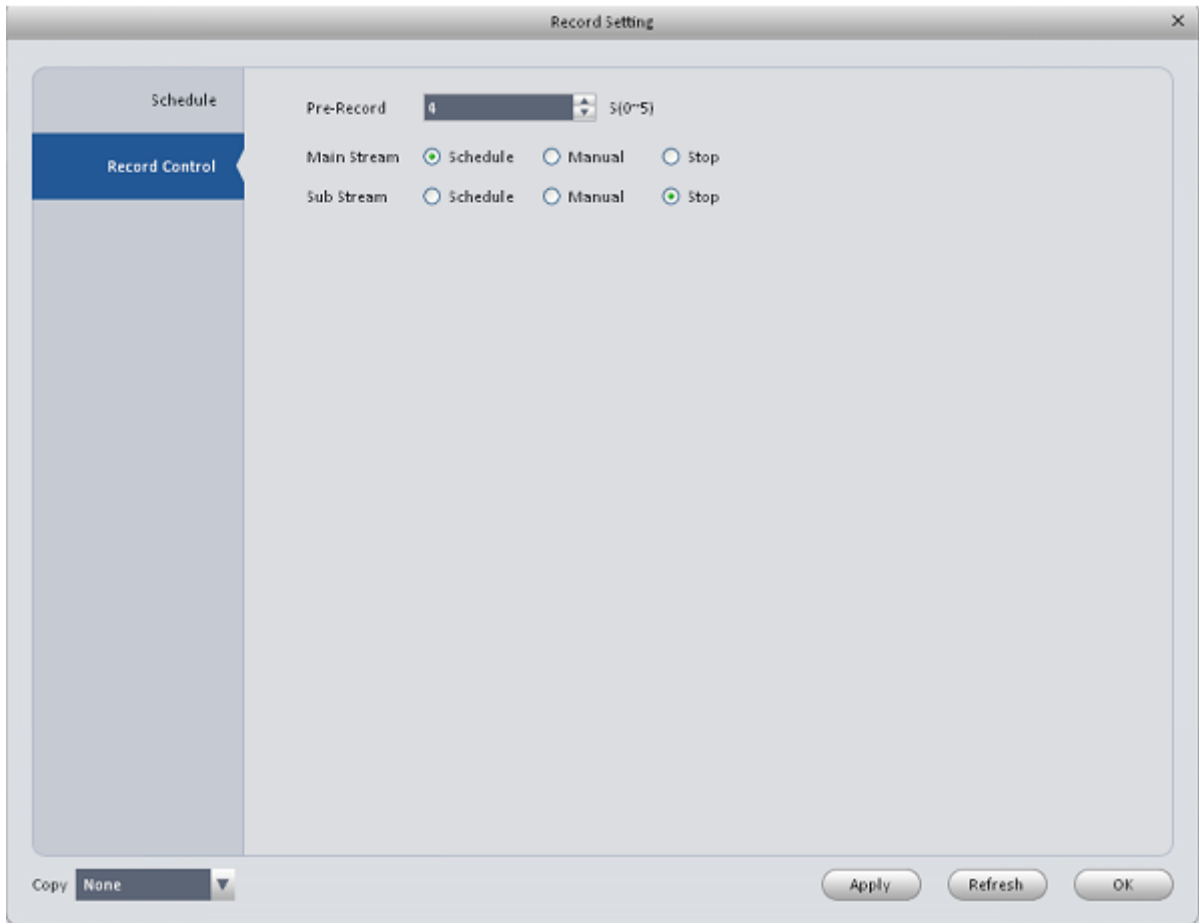 Record Setting
Schedule
Record Control
Pre-Record 4 S(0~5)
Main Stream Schedule Manual Stop
Sub Stream Schedule Manual Stop
Copy None Apply Refresh OK